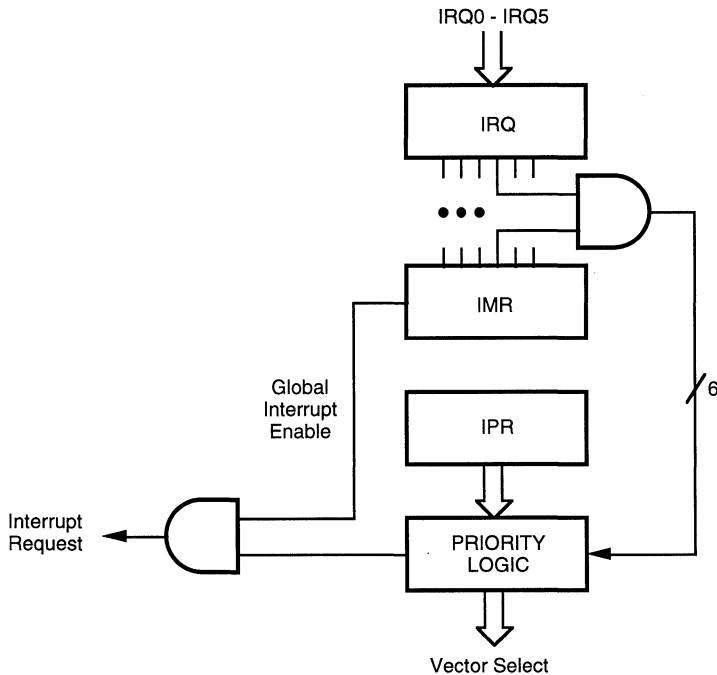 IRQ0 - IRQ5
IRQ
IMR
Global
Interrupt
Enable
6
IPR
Interrupt
Request
PRIORITY
LOGIC
Vector Select